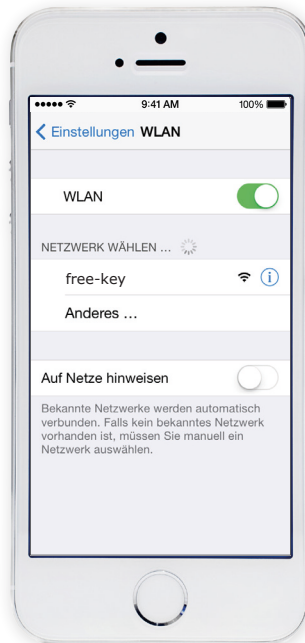 9:41 AM 100%
Einstellungen WLAN
WLAN
NETZWERK WÄHLEN ...
free-key
Anderes ...
Auf Netze hinweisen
Bekannte Netzwerke werden automatisch
verbunden. Falls kein bekanntes Netzwerk
vorhanden ist, müssen Sie manuell ein
Netzwerk auswählen.